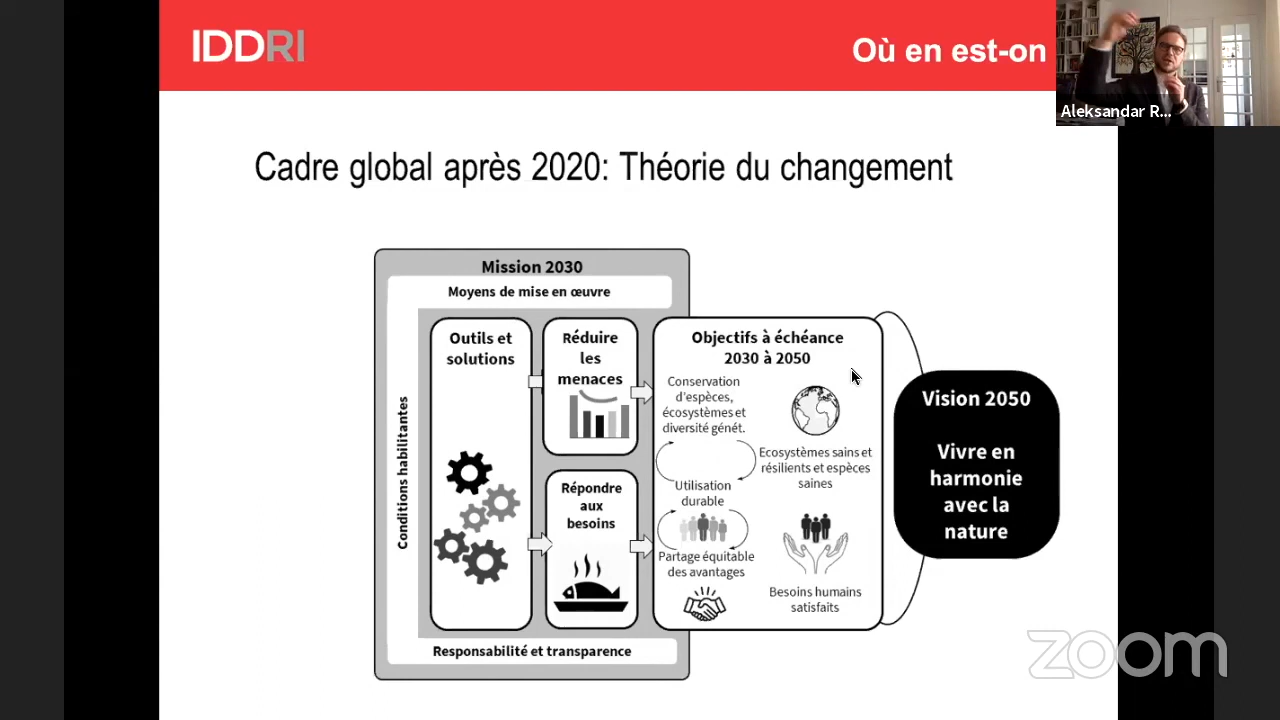 IDDRI
Où en est-on
Aleksandar R...
Cadre global après 2020: Théorie du changement
Mission 2030
Moyens de mise en œuvre
Conditions habilitantes
Outils et
solutions
Réduire
les
menaces
Répondre
aux
besoins
Objectifs à échéance
2030 à 2050
Conservation
d'espèces,
écosystèmes et
diversité génét.
Utilisation
durable
Partage équitable
des avantages
Ecosystèmes sains et
résilients et espèces
saines
Besoins humains
satisfaits
Vision 2050
Vivre en
harmonie
avec la
nature
Responsabilité et transparence
zoom